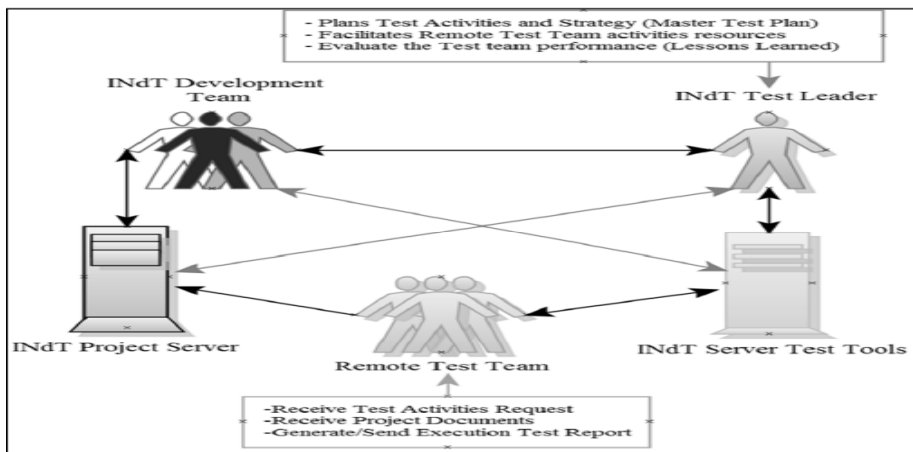 - Plans Test Activities and Strategy (Master Test Plan)
- Facilitates Remote Test Team activities resources
- Evaluate the Test team performance (Lessons Learned)
INdT Development
Team
INdT Test Leader
INdT Project Server
Remote Test Team
INdT Server Test Tools
-Receive Test Activities Request
-Receive Project Documents
-Generate/Send Execution Test Report